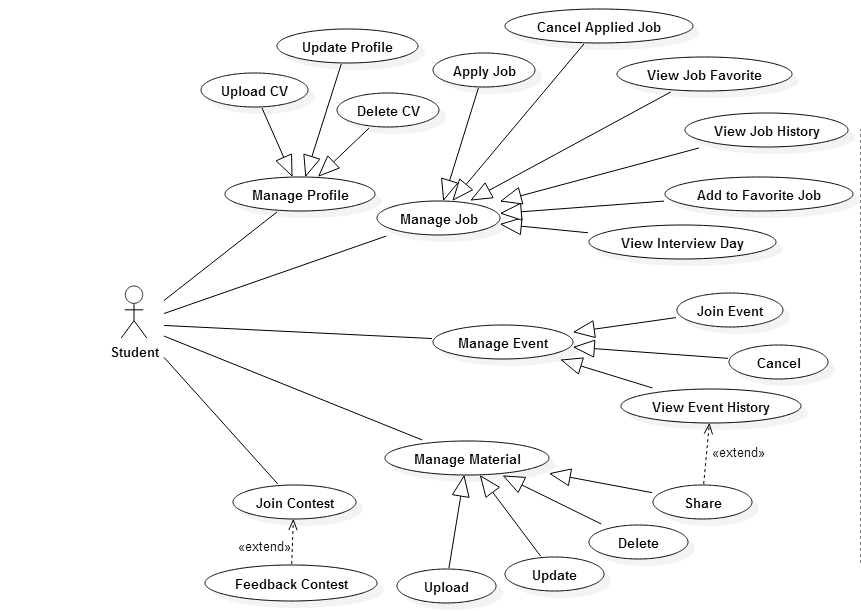 Cancel Applied Job
Update Profile
Apply Job
View Job Favorite
Upload CV
Delete CV
View Job History
Manage Profile
Add to Favorite Job
Manage Job
View Interview Day
Join Event
Student
Manage Event
Cancel
View Event History
«extend»
Manage Material
Join Contest
Share
«extend»
Delete
Feedback Contest
Upload
Update